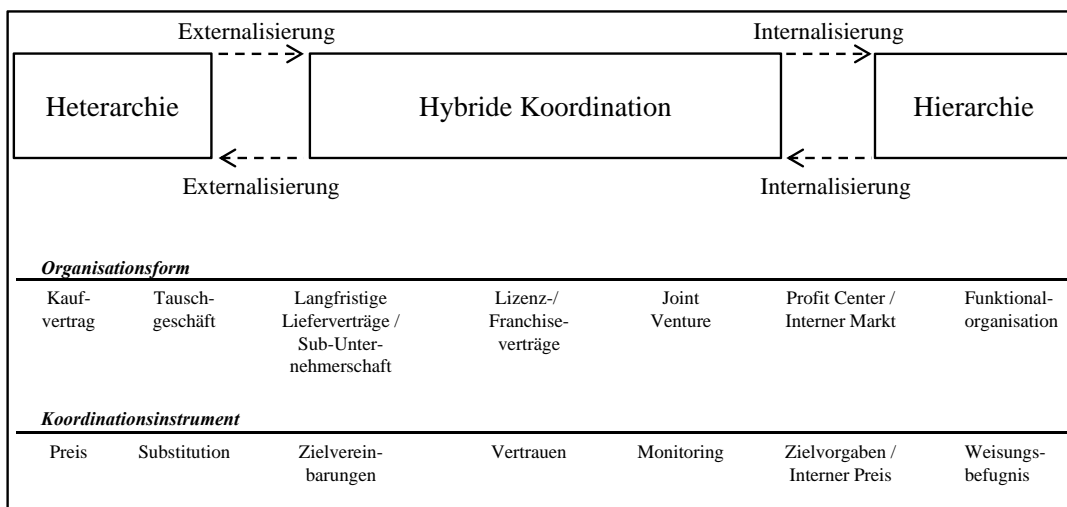 Externalisierung
Internalisierung
Heterarchie
Hybride Koordination
Hierarchie
Externalisierung
Internalisierung
Organisationsform
Kauf-
vertrag
Tausch-
geschäft
Langfristige
Lieferverträge /
Sub-Unter-
nehmerschaft
Lizenz-/
Franchise-
verträge
Joint
Venture
Profit Center /
Interner Markt
Funktional-
organisation
Koordinationsinstrument
Preis
Substitution
Zielverein-
barungen
Vertrauen
Monitoring
Zielvorgaben /
Interner Preis
Weisungs-
befugnis